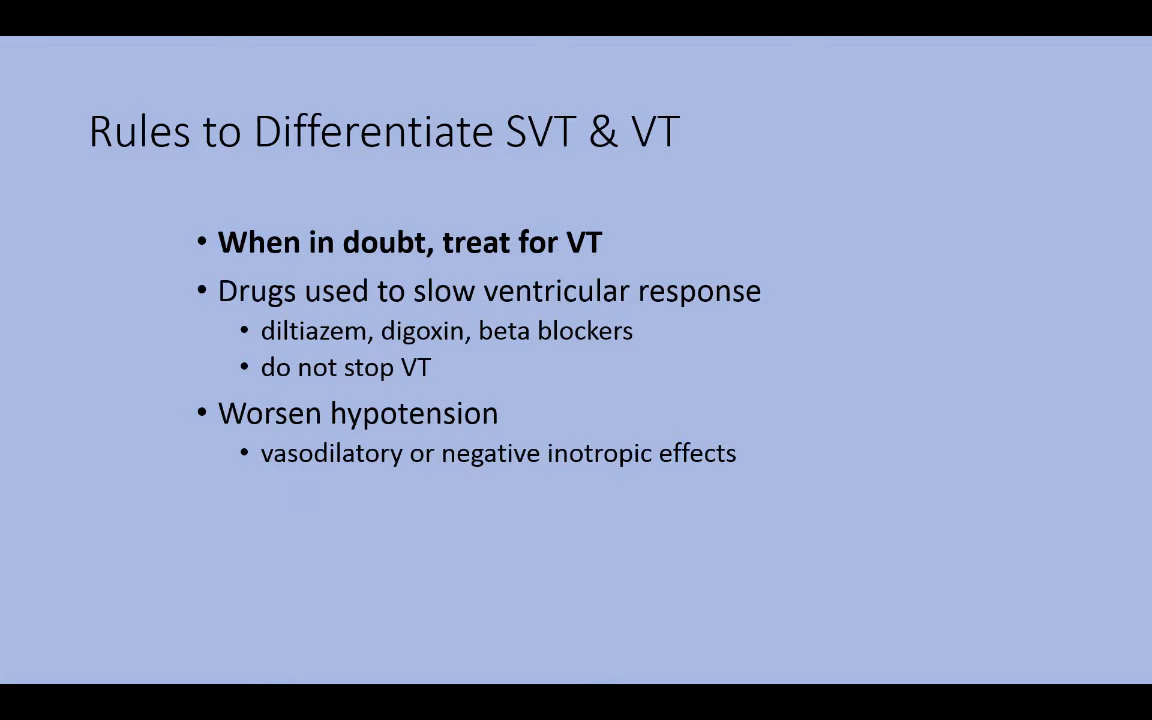 Rules to Differentiate SVT & VT
• When in doubt, treat for VT
• Drugs used to slow ventricular response
• diltiazem, digoxin, beta blockers
• do not stop VT
• Worsen hypotension
• vasodilatory or negative inotropic effects